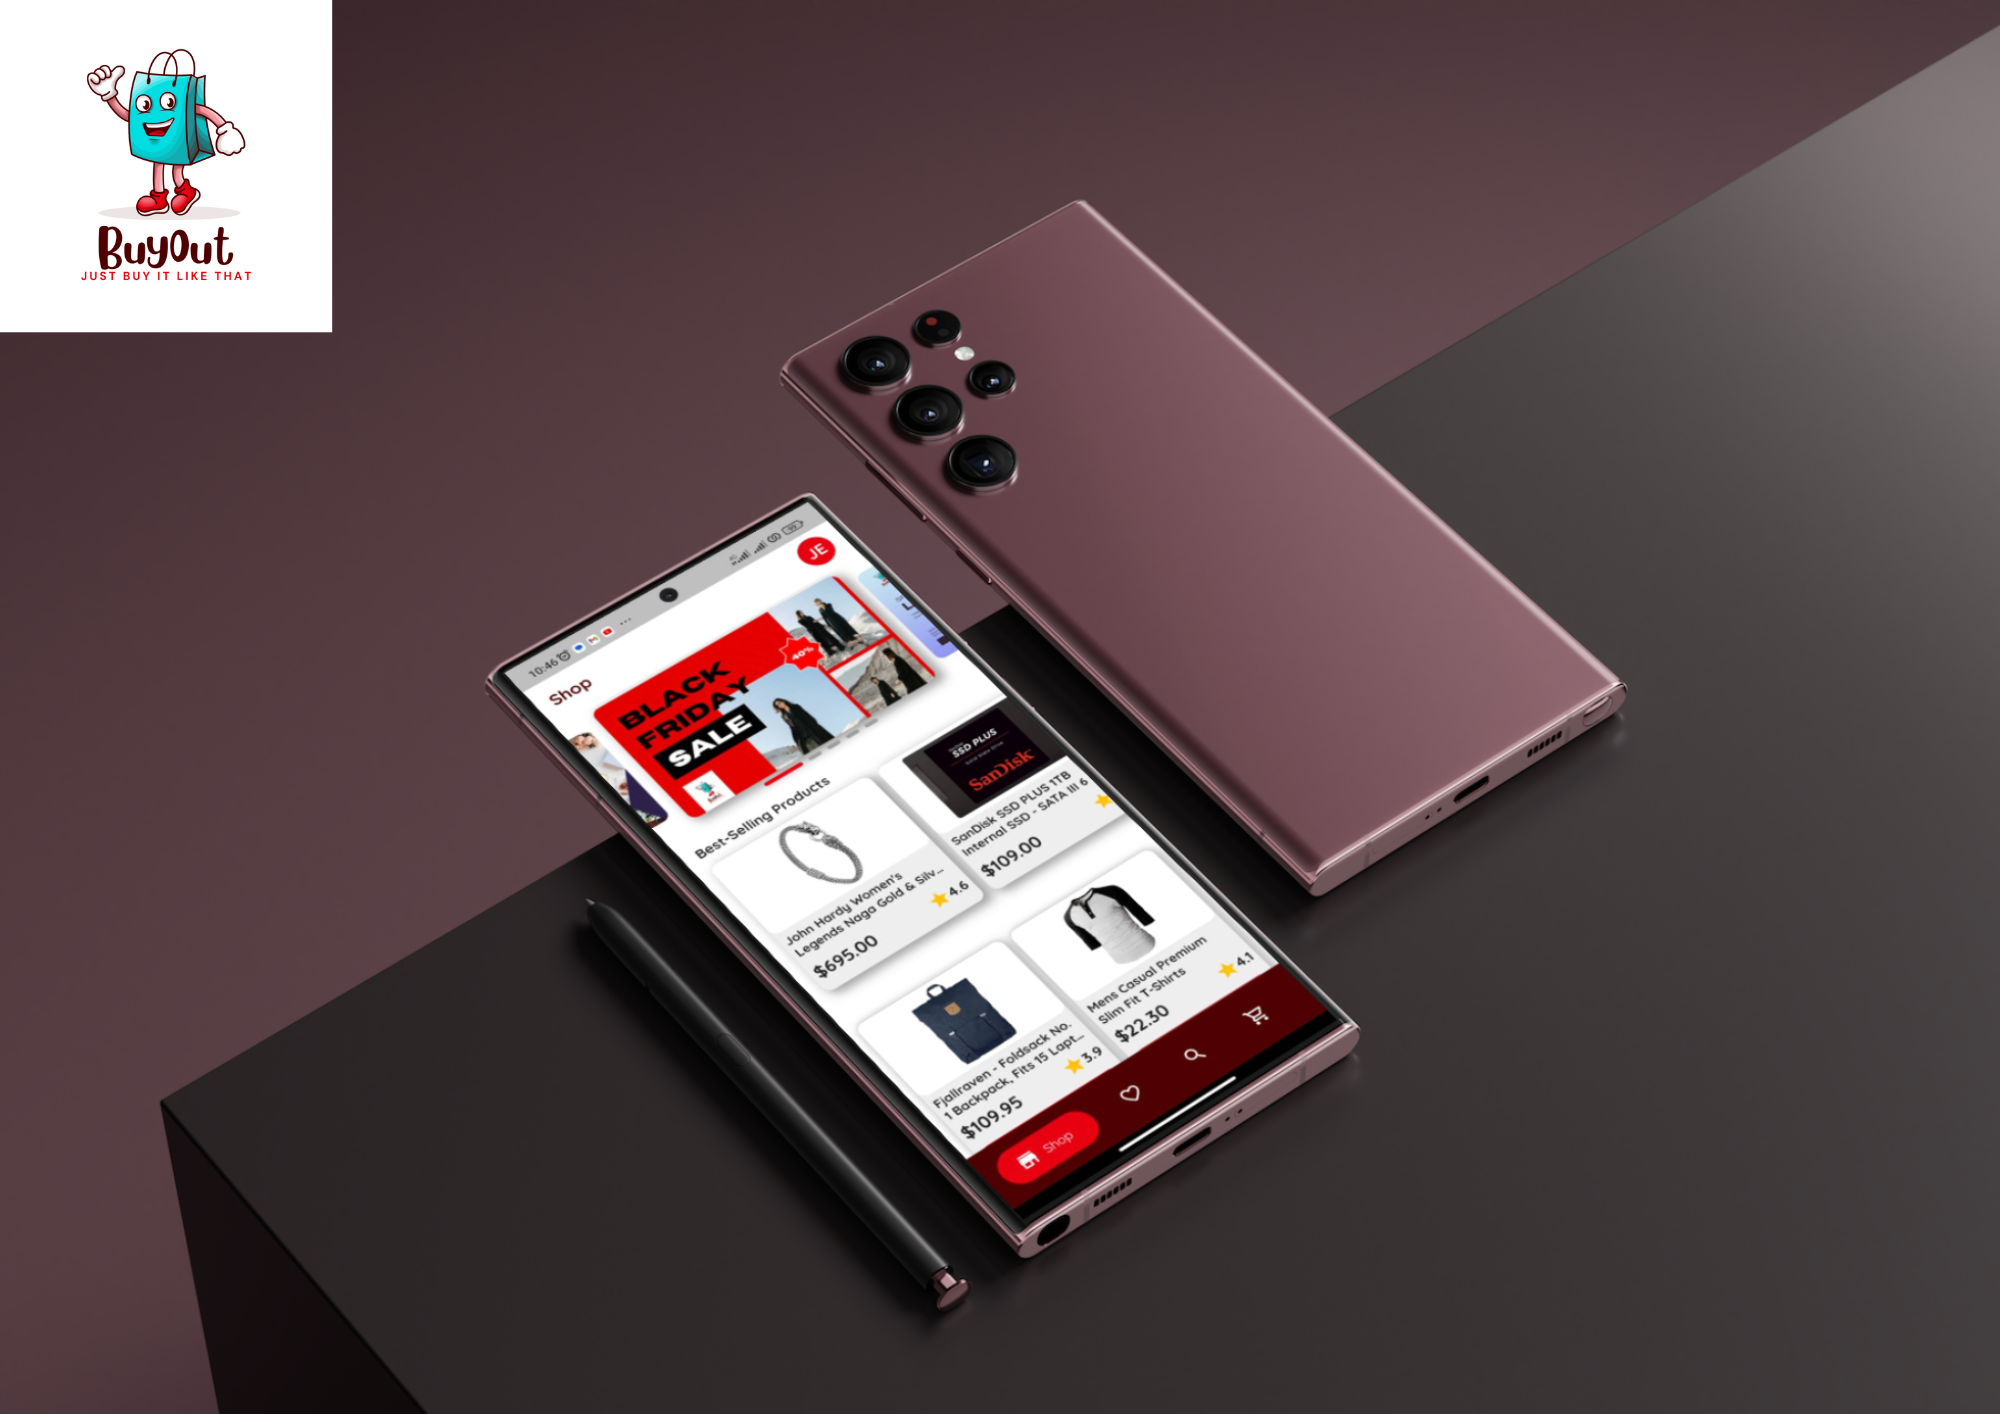 BuyOut
JUST BUY IT LIKE THAT
10:46
99
Shop
JE
BLACK
FRIDAY
SALE
40%
Best-Selling Products
John Hardy Women's
Legends Naga Gold & Silv...
$695.00
4.6
SSD PLUS
SanDisk
SanDisk SSD PLUS 1TB
Internal SSD - SATA III 6
$109.00
Fjallraven - Foldsack No.
1 Backpack, Fits 15 Lapt...
$109.95
3.9
Mens Casual Premium
Slim Fit T-Shirts
$22.30
4.1
Shop